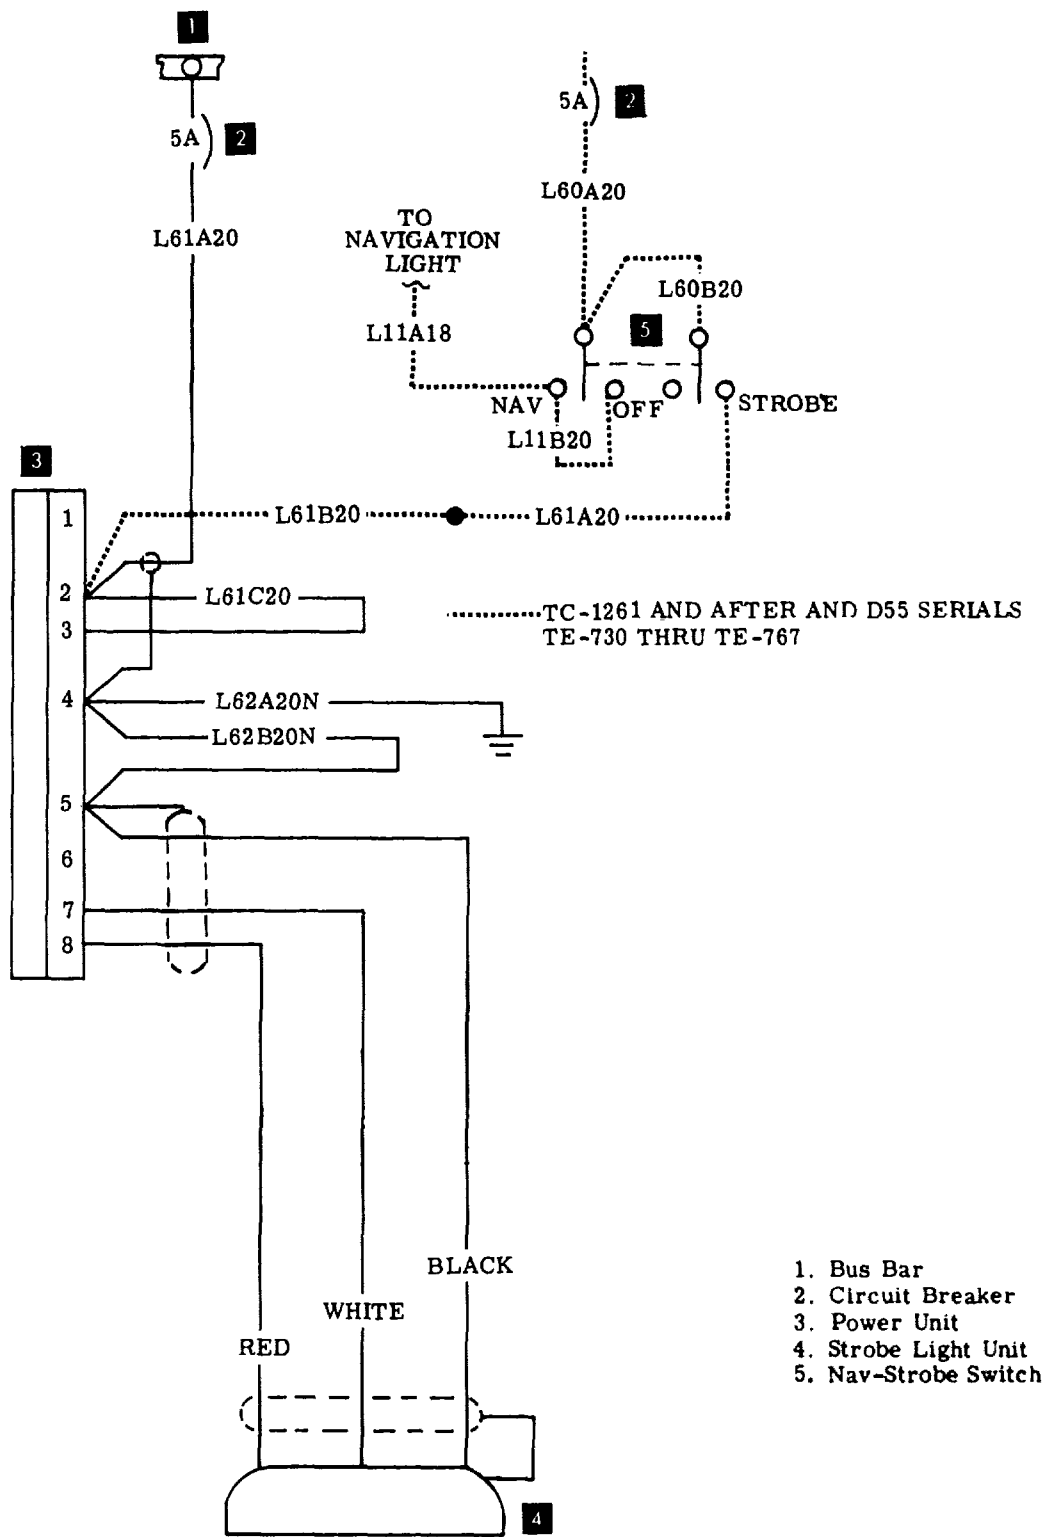 1
5A
2
5A
2
L60A20
L61A20
TO
NAVIGATION
LIGHT
L60B20
L11A18
5
NAV
OFF
STROBE
L11B20
3
1
L61B20
L61A20
2
L61C20
3
TC-1261 AND AFTER AND D55 SERIALS
TE-730 THRU TE-767
4
L62A20N
L62B20N
5
6
7
8
BLACK
WHITE
RED
1. Bus Bar
2. Circuit Breaker
3. Power Unit
4. Strobe Light Unit
5. Nav-Strobe Switch
4